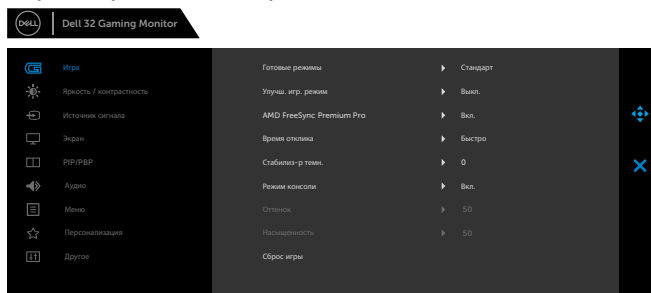 DELL
Dell 32 Gaming Monitor
Игра
Готовые режимы
Стандарт
Яркость / контрастность
Улучш. игр. режим
Выкл.
Источник сигнала
AMD FreeSync Premium Pro
Вкл.
Экран
Время отклика
Быстро
PIP/PBP
Стабилиз-р темн.
0
Аудио
Режим консоли
Вкл.
Меню
Оттенок
50
Персонализация
Насыщенность
50
Другое
Сброс игры